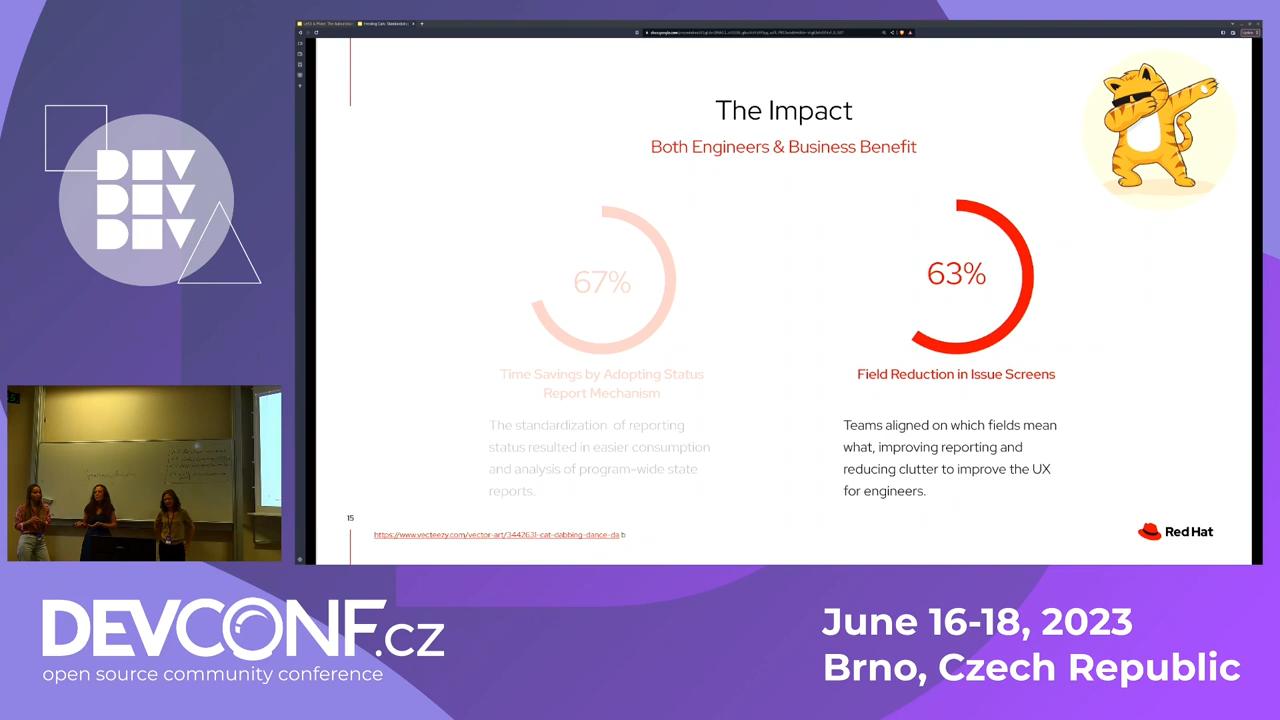 The Impact
Both Engineers & Business Benefit
67%
Time Savings by Adopting Status
Report Mechanism
The standardization of reporting
status resulted in easier consumption
and analysis of program-wide state
reports.
63%
Field Reduction in Issue Screens
Teams aligned on which fields mean
what, improving reporting and
reducing clutter to improve the UX
for engineers.
15
https://www.vecteezy.com/vector-art/3442631-cat-dabbing-dance-da b
Red Hat
DEV
DEV
DEV
DEVCONF.cz
open source community conference
June 16-18, 2023
Brno, Czech Republic